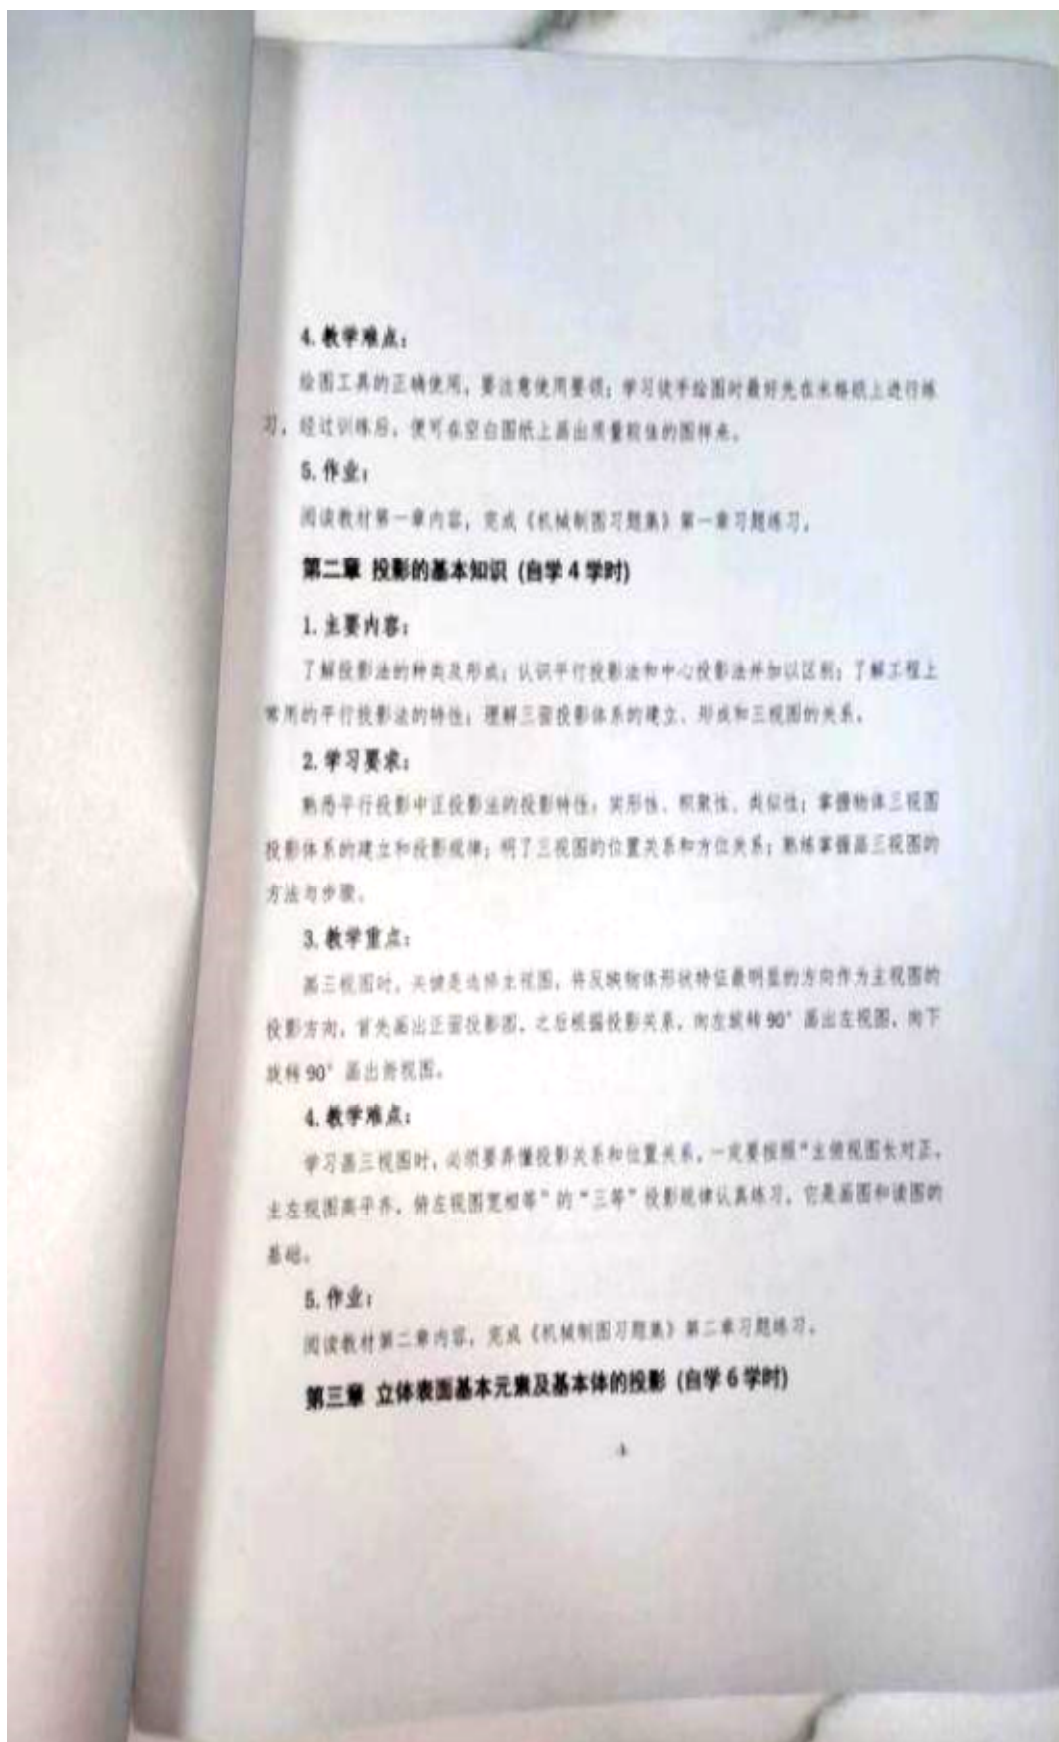 4. 教学难点：
绘图工具的正确使用，要注意使用要领；学习徒手绘图时最好先在米格纸上进行练
习，经过训练后，便可在空白图纸上画出质量较佳的图样来。
5. 作业：
阅读教材第一章内容，完成《机械制图习题集》第一章习题练习。
第二章 投影的基本知识 (自学 4 学时)
1. 主要内容：
了解投影法的种类及形成；认识平行投影法和中心投影法并加以区别；了解工程上
常用的平行投影法的特性；理解三面投影体系的建立、形成和三视图的关系。
2. 学习要求：
熟悉平行投影中正投影法的投影特性：实形性、积聚性、类似性；掌握物体三视图
投影体系的建立和投影规律；明了三视图的位置关系和方位关系；熟练掌握画三视图的
方法与步骤。
3. 教学重点：
画三视图时，关键是选择主视图，将反映物体形状特征最明显的方向作为主视图的
投影方向，首先画出正面投影图，之后根据投影关系，向左旋转 90° 画出左视图，向下
旋转 90° 画出俯视图。
4. 教学难点：
学习画三视图时，必须要弄懂投影关系和位置关系，一定要按照“主俯视图长对正，
主左视图高平齐，俯左视图宽相等”的“三等”投影规律认真练习，它是画图和读图的
基础。
5. 作业：
阅读教材第二章内容，完成《机械制图习题集》第二章习题练习。
第三章 立体表面基本元素及基本体的投影 (自学 6 学时)